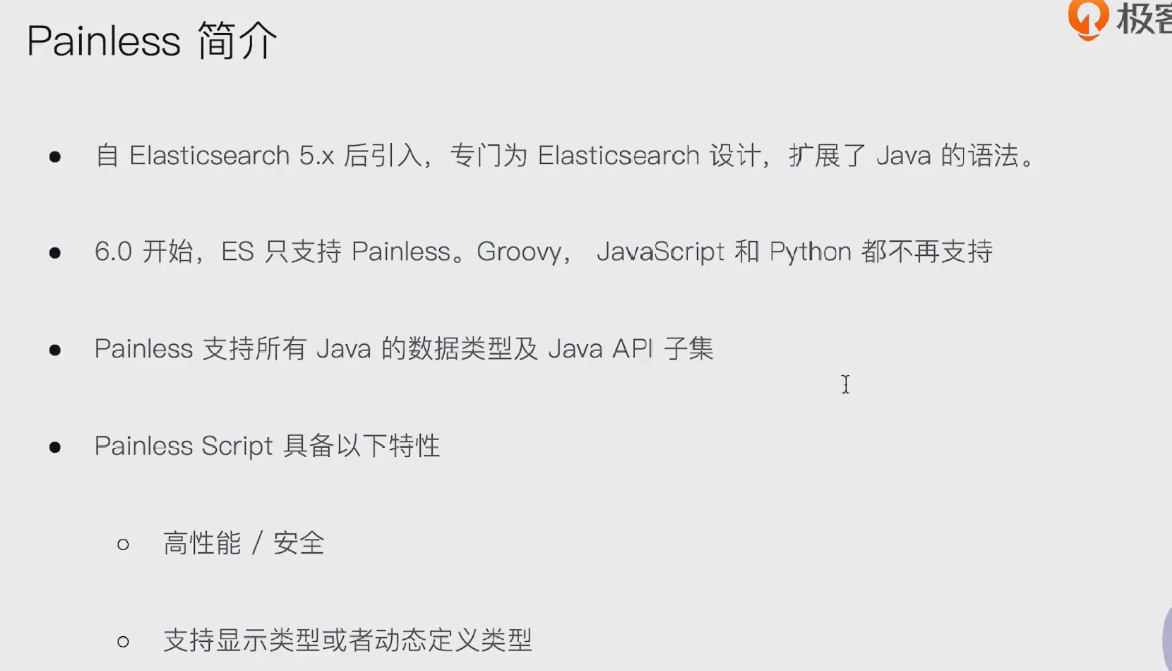 Painless 简介
极客
自 Elasticsearch 5.x 后引入，专门为 Elasticsearch 设计，扩展了 Java 的语法。
6.0 开始，ES 只支持 Painless。Groovy， JavaScript 和 Python 都不再支持
Painless 支持所有 Java 的数据类型及 Java API 子集
Painless Script 具备以下特性
高性能 / 安全
支持显示类型或者动态定义类型